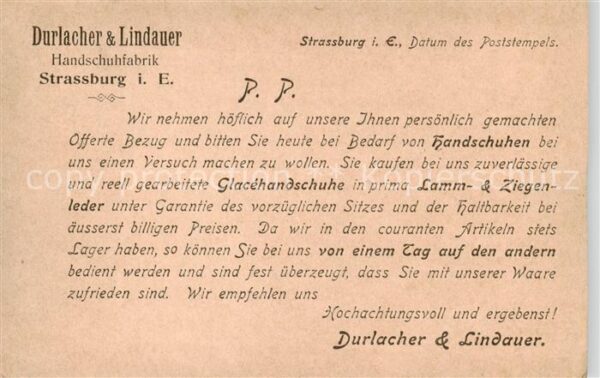 Durlacher & Lindauer
Handschuhfabrik
Strassburg i. E.
Strassburg i. E., Datum des Poststempels.
P. P.
Wir nehmen höflich auf unsere Ihnen persönlich gemachten
Offerte Bezug und bitten Sie heute bei Bedarf von Handschuhen bei
uns einen Versuch machen zu wollen. Sie kaufen bei uns zuverlässige
und reell gearbeitete Glacéhandschuhe in prima Lamm- & Ziegen-
leder unter Garantie des vorzüglichen Sitzes und der Haltbarkeit bei
äusserst billigen Preisen. Da wir in den couranten Artikeln stets
Lager haben, so können Sie bei uns von einem Tag auf den andern
bedient werden und sind fest überzeugt, dass Sie mit unserer Waare
zufrieden sind. Wir empfehlen uns
Hochachtungsvoll und ergebenst!
Durlacher & Lindauer.